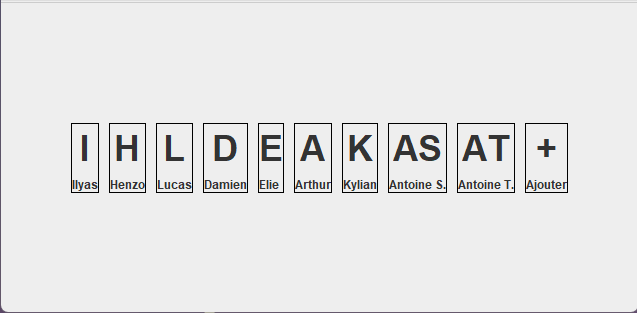 I H L D E A K AS AT +
Ilyas Henzo Lucas Damien Elie Arthur Kylian Antoine S. Antoine T. Ajouter